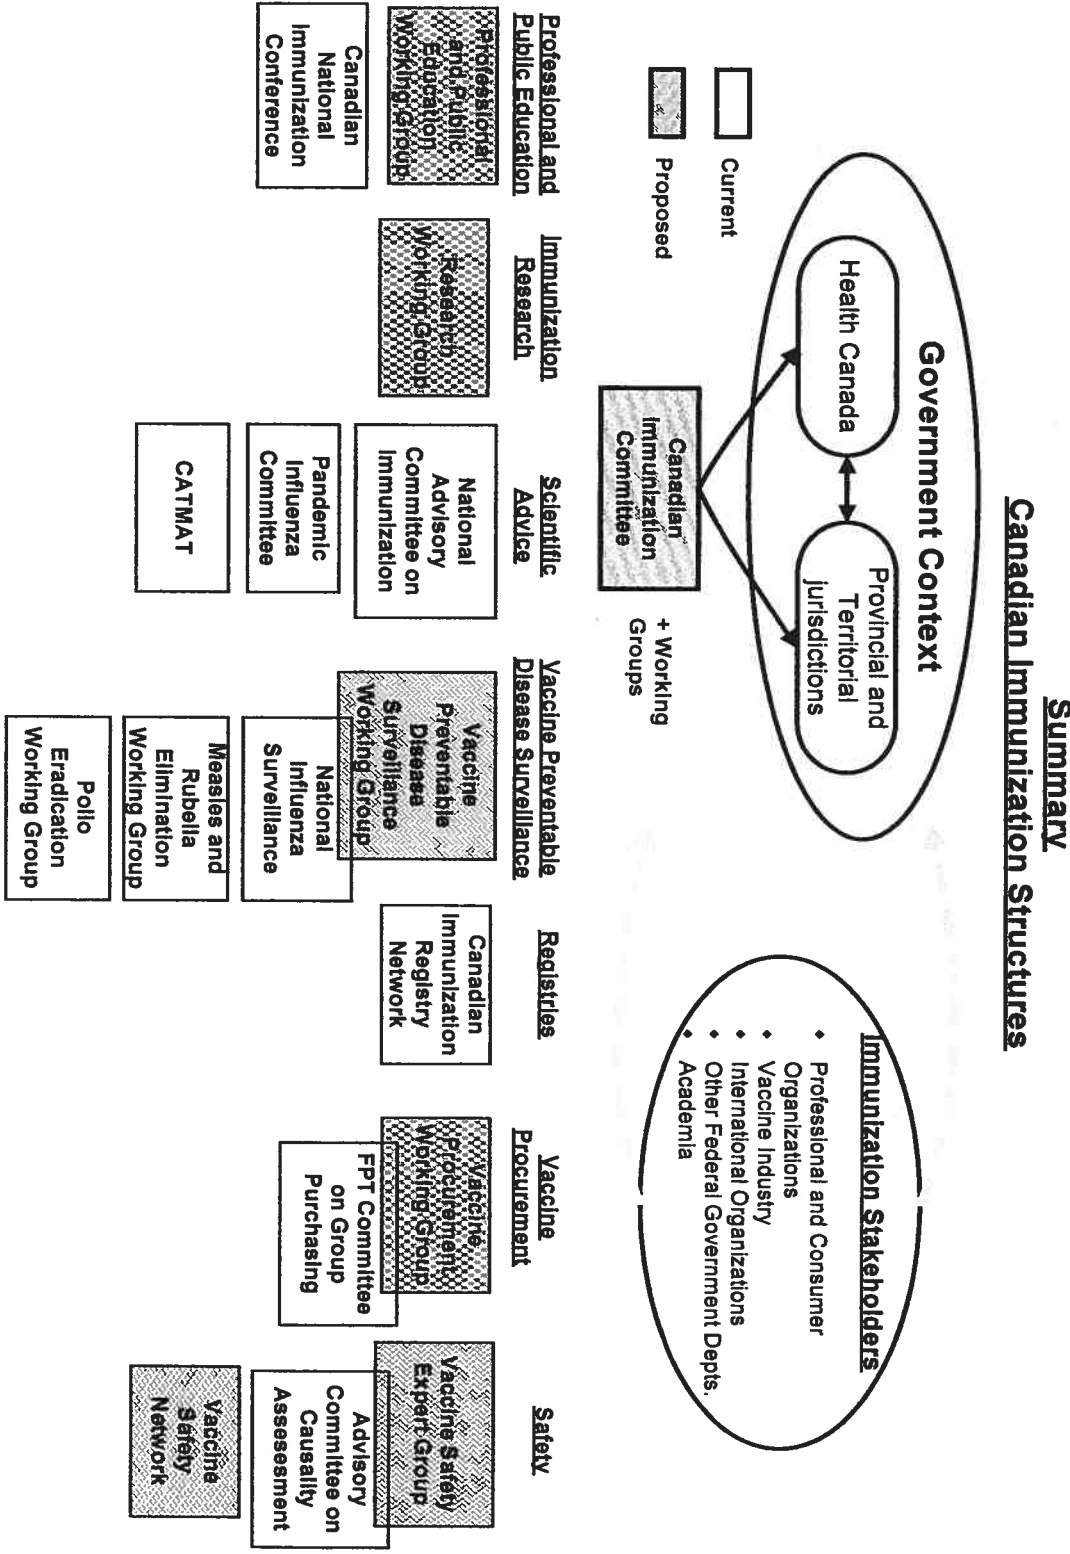 Summary
Canadian Immunization Structures
Government Context
Health Canada
Provincial and
Territorial
jurisdictions
Immunization Stakeholders
• Professional and Consumer
Organizations
• Vaccine Industry
• International Organizations
• Other Federal Government Depts.
• Academia
Current
Proposed
Canadian
Immunization
Committee
+ Working
Groups
Professional and
Public Education
Professional
and Public
Education
Working Group
Canadian
National
Immunization
Conference
Immunization
Research
Research
Working Group
Scientific
Advice
National
Advisory
Committee on
Immunization
Pandemic
Influenza
Committee
CATMAT
Vaccine Preventable
Disease Surveillance
Vaccine
Preventable
Disease
Surveillance
Working Group
National
Influenza
Surveillance
Measles and
Rubella
Elimination
Working Group
Polio
Eradication
Working Group
Registries
Canadian
Immunization
Registry
Network
Vaccine
Procurement
Vaccine
Procurement
Working Group
FPT Committee
on Group
Purchasing
Safety
Vaccine Safety
Expert Group
Advisory
Committee on
Causality
Assesesment
Vaccine
Safety
Network